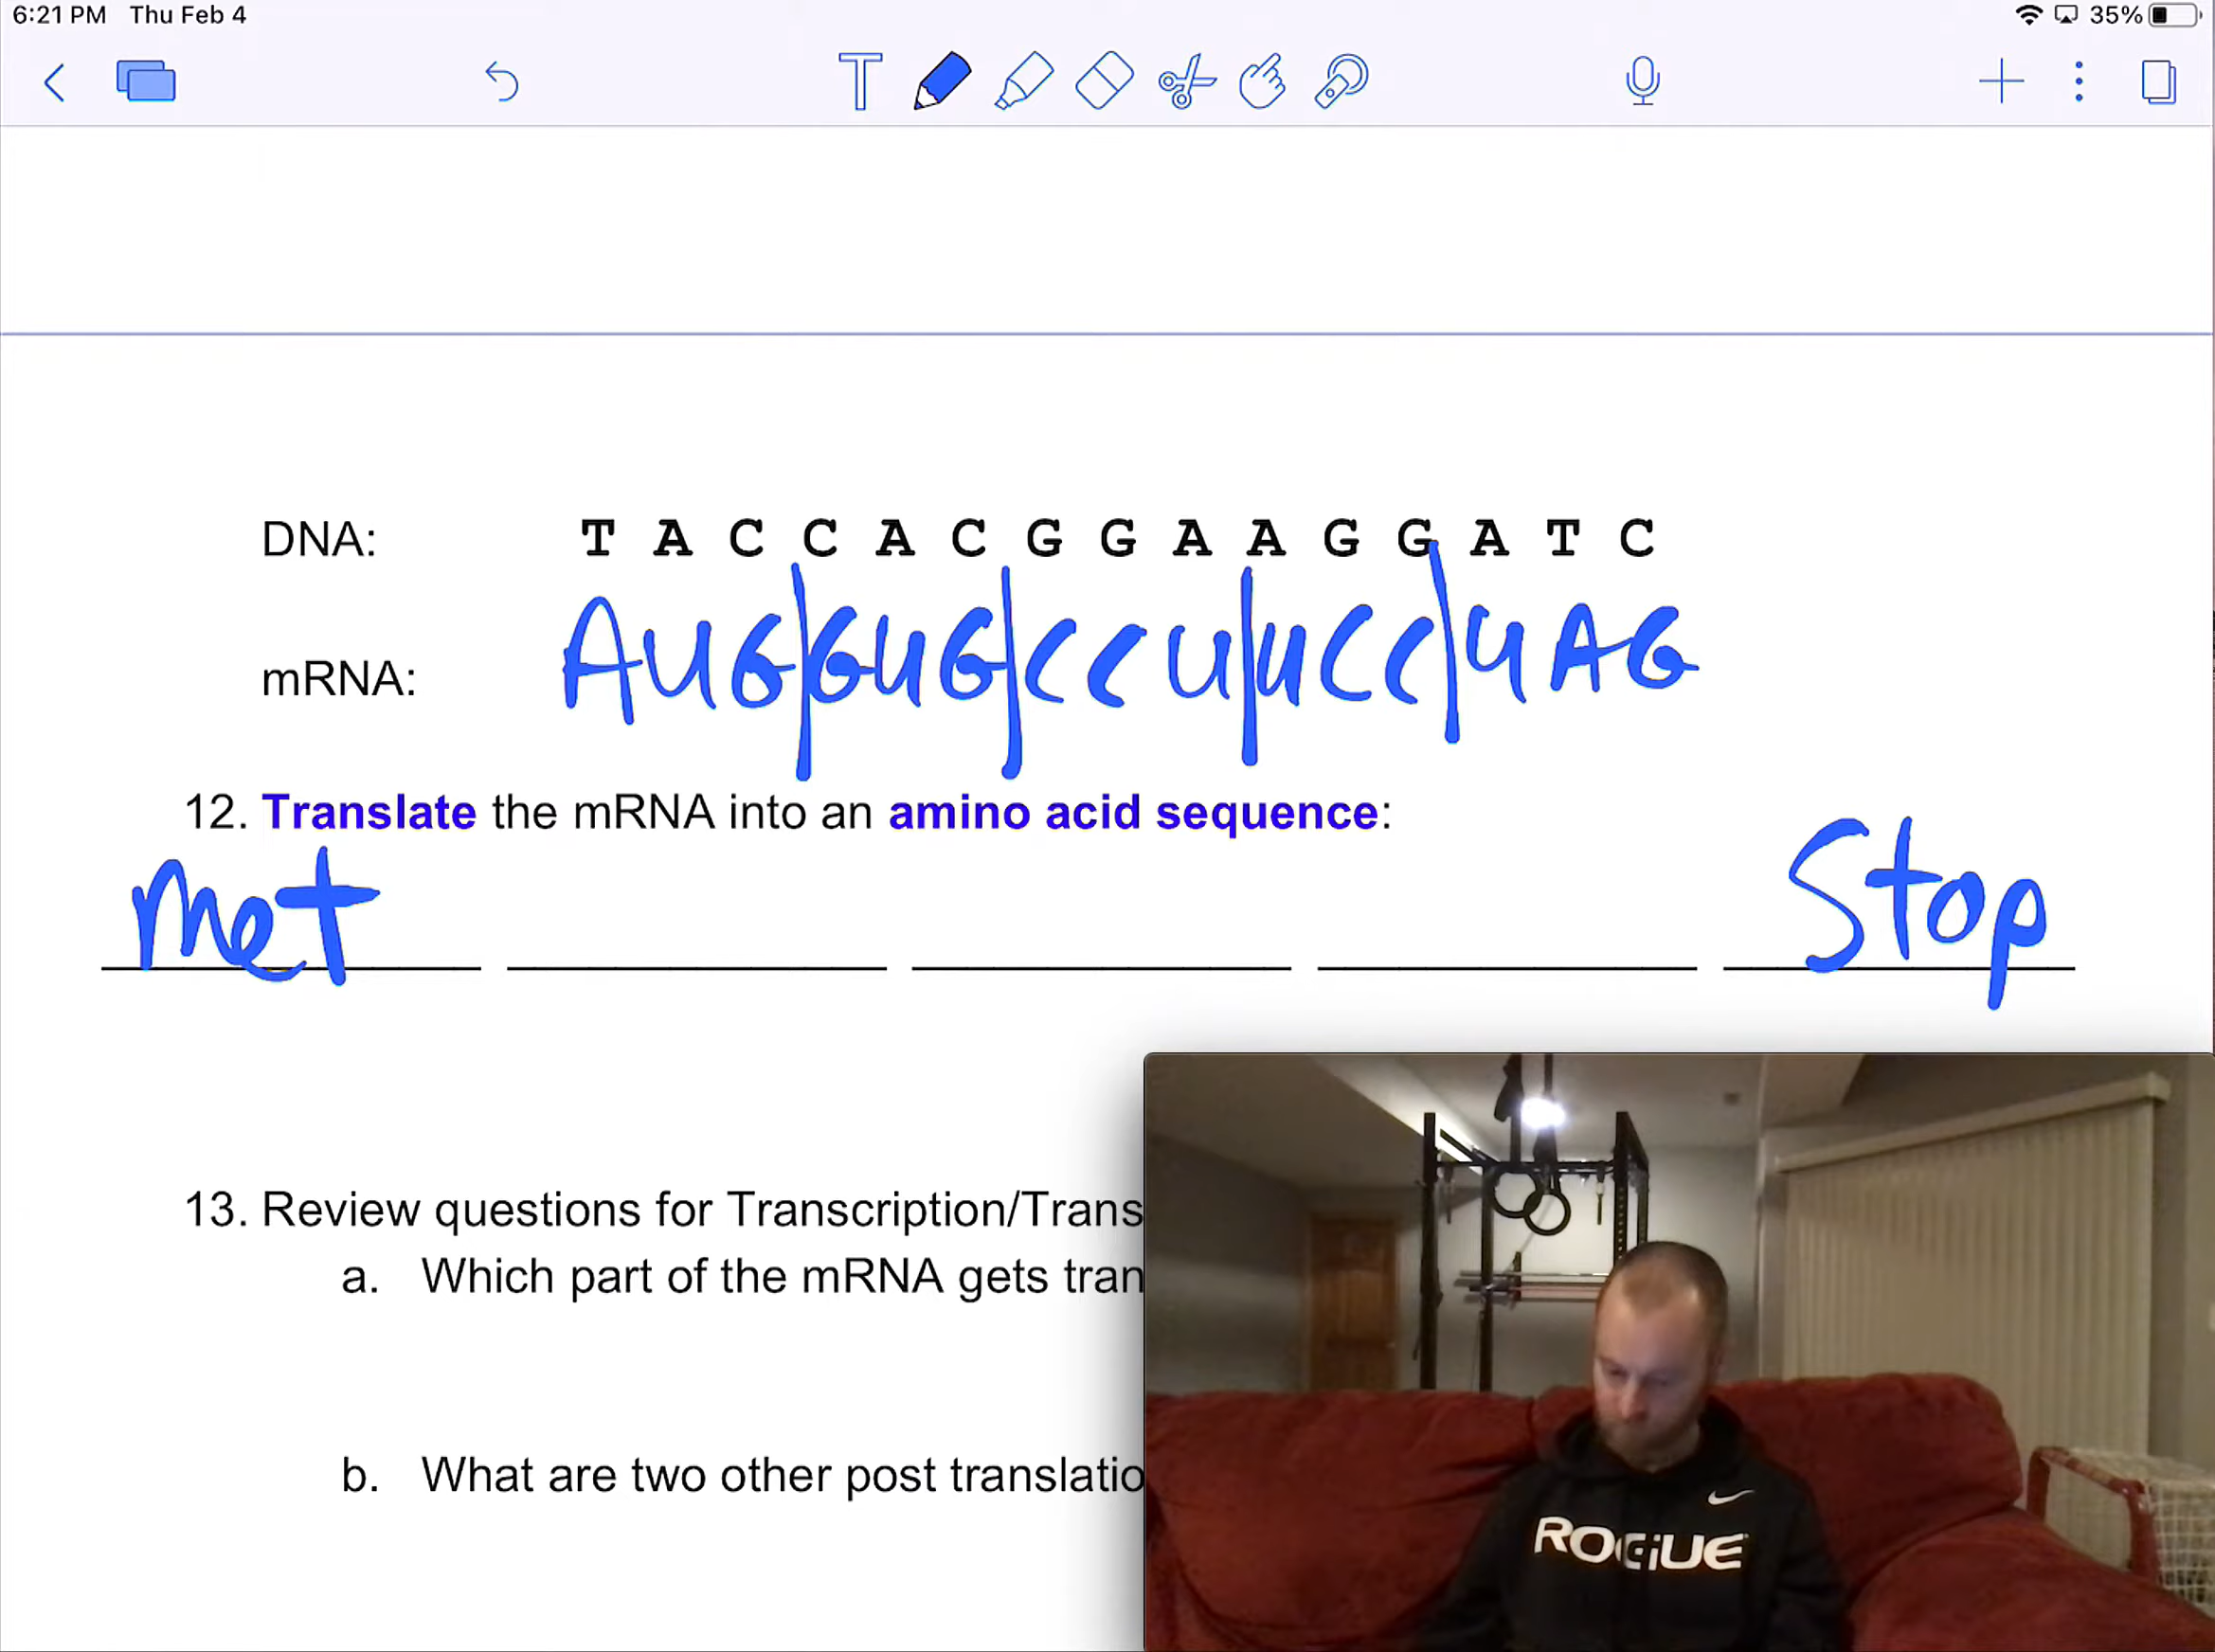 6:21 PM Thu Feb 4 35%
DNA: T A C C A C G G A A G G A T C
mRNA: AUG|GUG|CCU|UCC|UAG
12. Translate the mRNA into an amino acid sequence:
Met Stop
13. Review questions for Transcription/Trans
a. Which part of the mRNA gets tran
b. What are two other post translatio
ROGUE